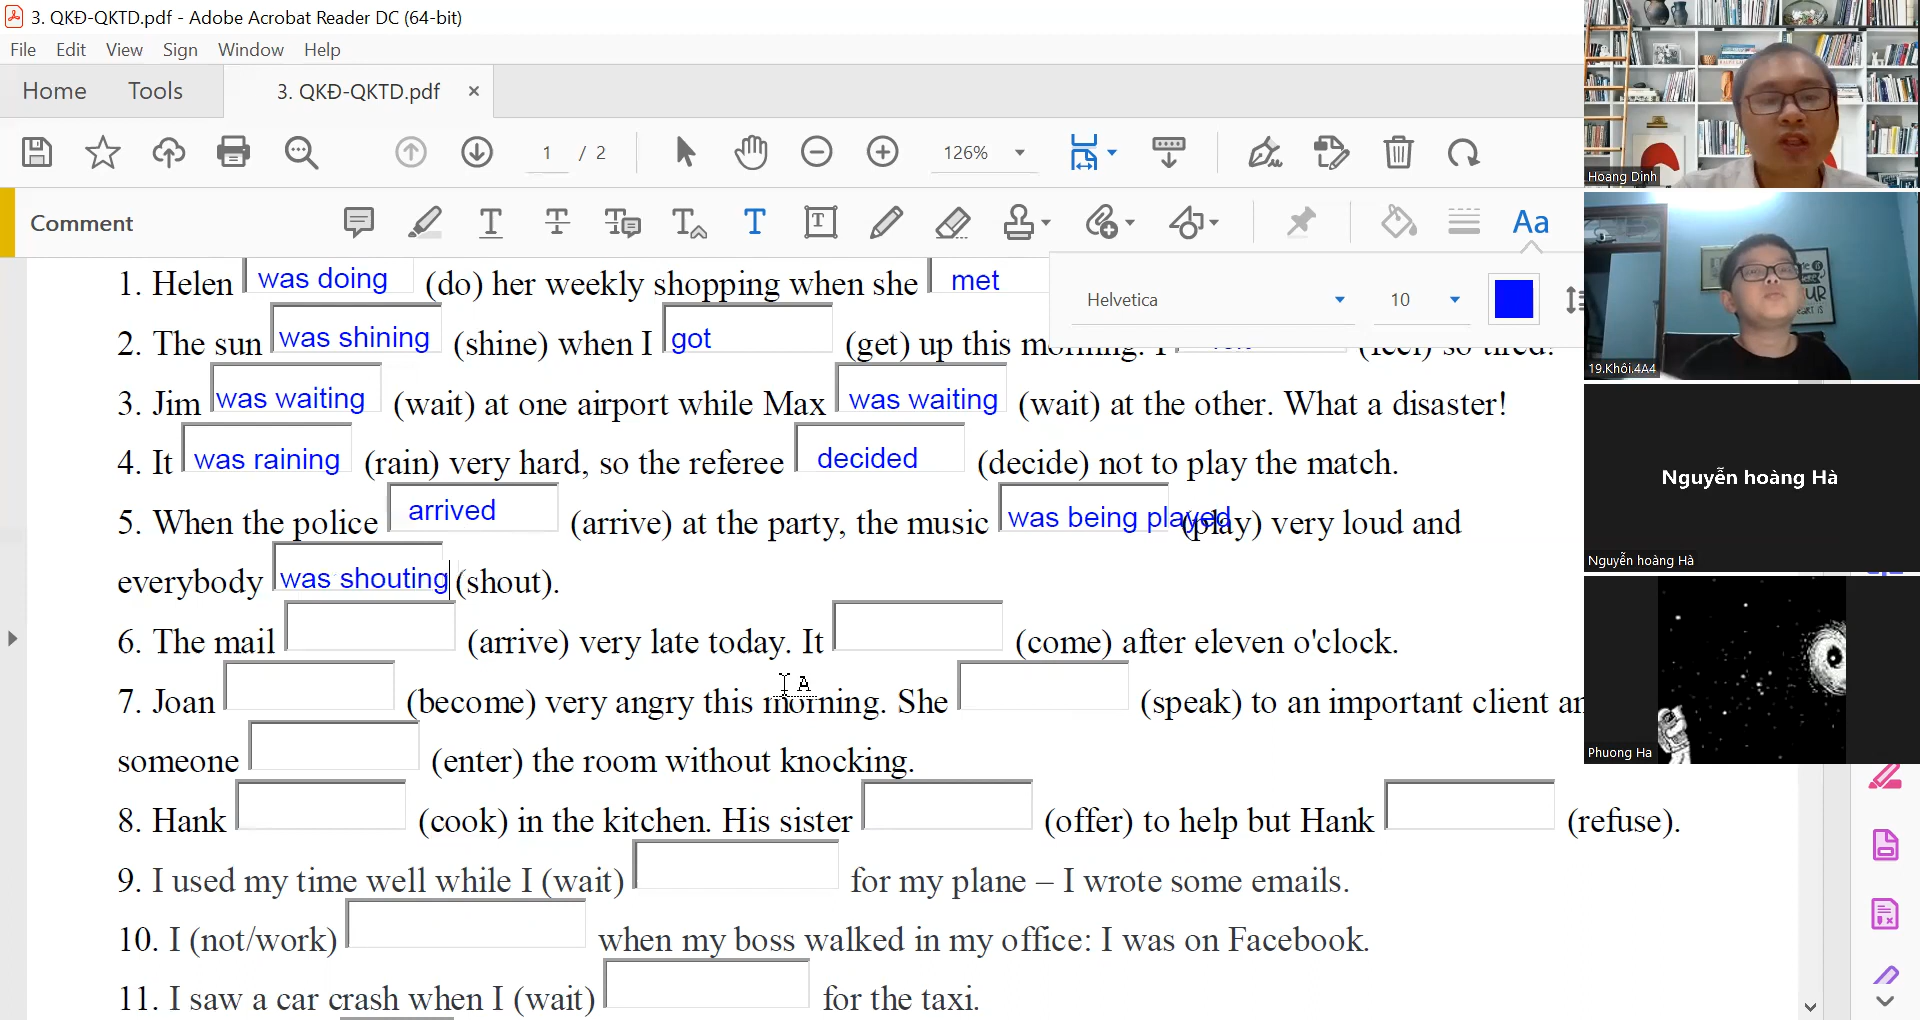 3. QKĐ-QKTD.pdf - Adobe Acrobat Reader DC (64-bit)
File Edit View Sign Window Help
Home Tools 3. QKĐ-QKTD.pdf ×
1 / 2 126%
Comment
Helvetica 10
1. Helen was doing (do) her weekly shopping when she met
2. The sun was shining (shine) when I got (get) up this morning. I felt (feel) so tired!
3. Jim was waiting (wait) at one airport while Max was waiting (wait) at the other. What a disaster!
4. It was raining (rain) very hard, so the referee decided (decide) not to play the match.
5. When the police arrived (arrive) at the party, the music was being played (play) very loud and
everybody was shouting (shout).
6. The mail (arrive) very late today. It (come) after eleven o'clock.
7. Joan (become) very angry this morning. She (speak) to an important client an
someone (enter) the room without knocking.
8. Hank (cook) in the kitchen. His sister (offer) to help but Hank (refuse).
9. I used my time well while I (wait) for my plane – I wrote some emails.
10. I (not/work) when my boss walked in my office: I was on Facebook.
11. I saw a car crash when I (wait) for the taxi.
Hoang Dinh
19.Khôi.4A4
Nguyễn hoàng Hà
Nguyễn hoàng Hà
Phuong Ha